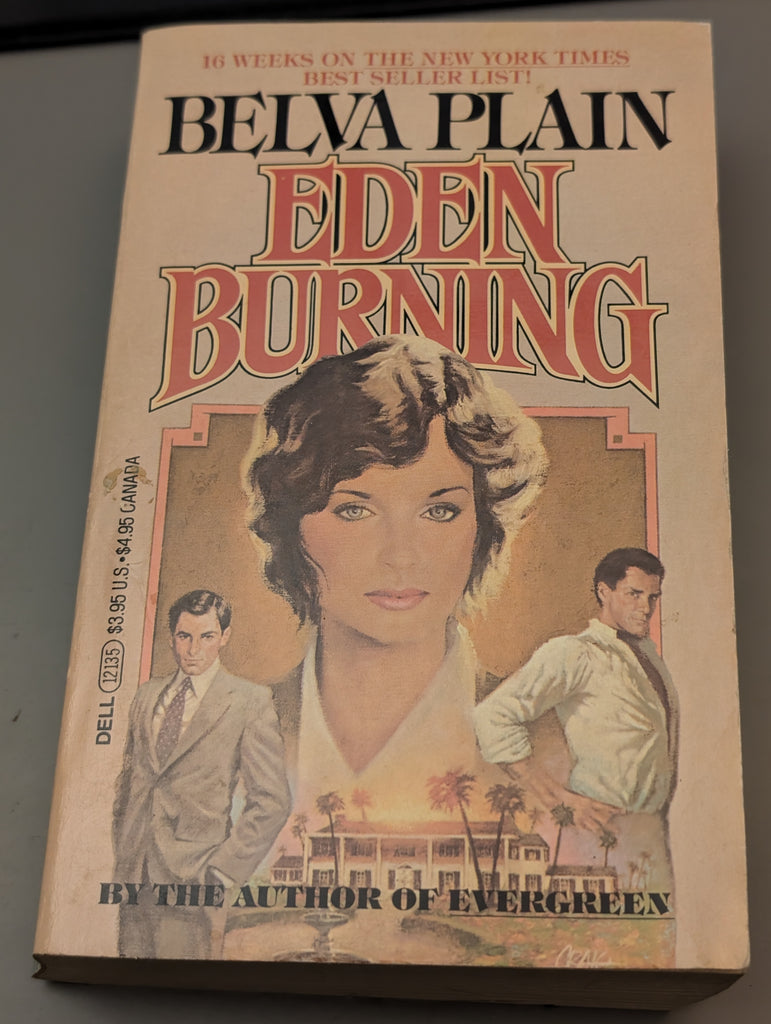 16 WEEKS ON THE NEW YORK TIMES
BEST SELLER LIST!
BELVA PLAIN
EDEN
BURNING
DELL 12135 $3.95 U.S. • $4.95 CANADA
BY THE AUTHOR OF EVERGREEN